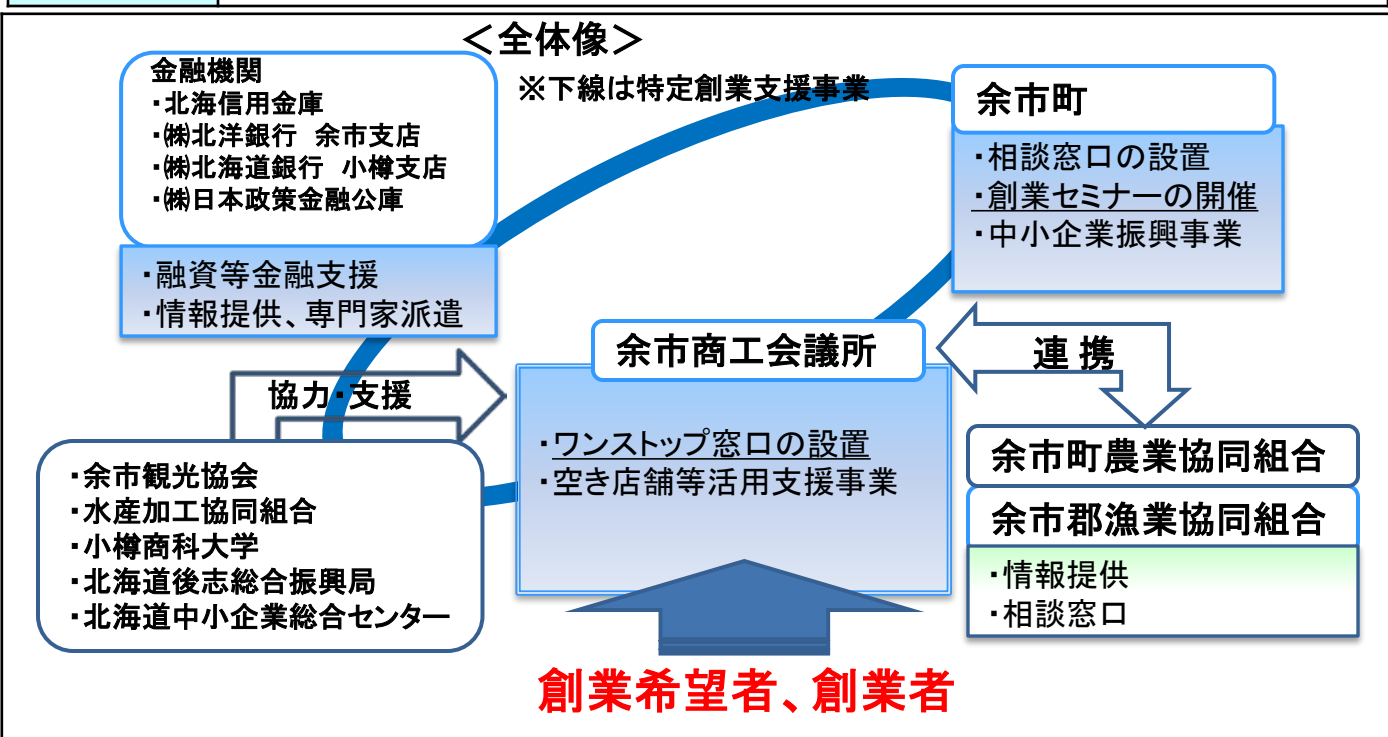 ＜全体像＞
※下線は特定創業支援事業
金融機関
・北海信用金庫
・㈱北洋銀行　余市支店
・㈱北海道銀行　小樽支店
・㈱日本政策金融公庫
・融資等金融支援
・情報提供、専門家派遣
余市町
・相談窓口の設置
・創業セミナーの開催
・中小企業振興事業
余市商工会議所
・ワンストップ窓口の設置
・空き店舗等活用支援事業
連 携
協力・支援
・余市観光協会
・水産加工協同組合
・小樽商科大学
・北海道後志総合振興局
・北海道中小企業総合センター
余市町農業協同組合
余市郡漁業協同組合
・情報提供
・相談窓口
創業希望者、創業者